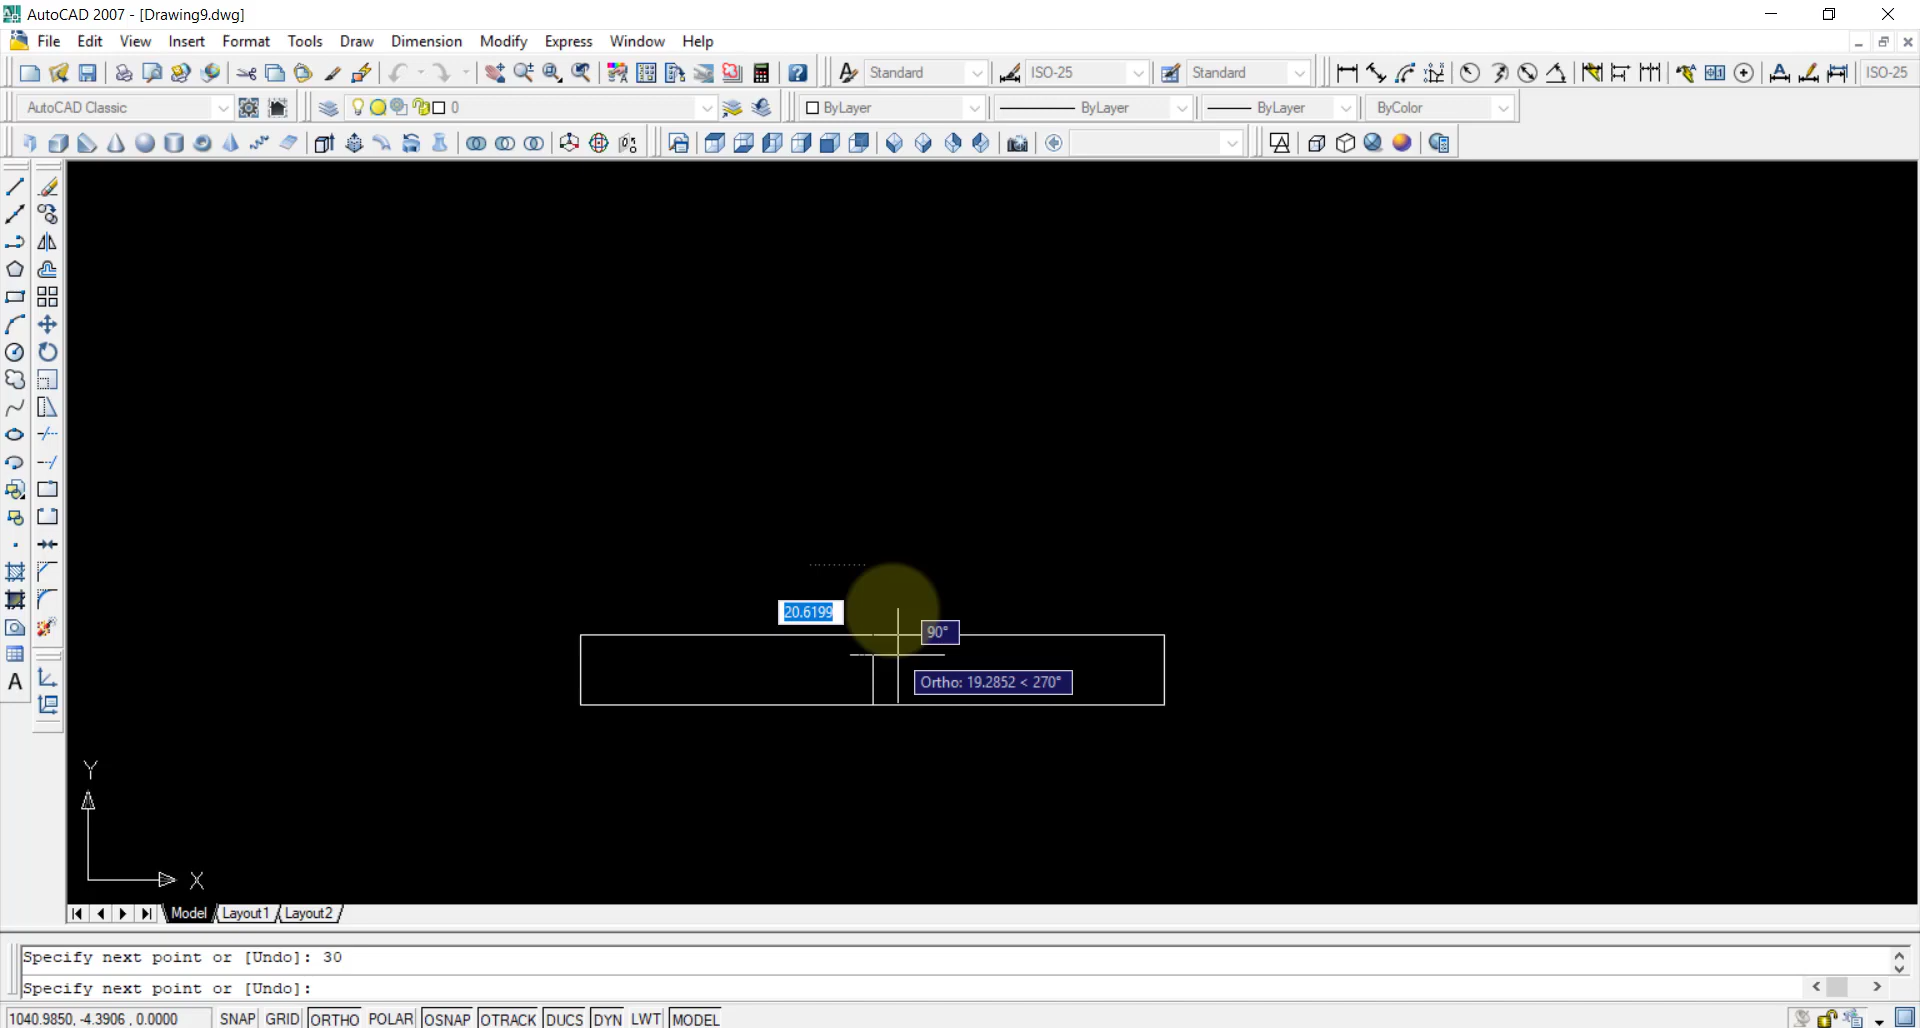 AutoCAD 2007 - [Drawing9.dwg]
File Edit View Insert Format Tools Draw Dimension Modify Express Window Help
Standard ISO-25 Standard ISO-25
AutoCAD Classic 0 ByLayer ByLayer ByLayer ByColor
20.6199
90°
Ortho: 19.2852 < 270°
Y
X
A
Model Layout1 Layout2
Specify next point or [Undo]: 30
Specify next point or [Undo]:
1040.9850, -4.3906 , 0.0000 SNAP GRID ORTHO POLAR OSNAP OTRACK DUCS DYN LWT MODEL